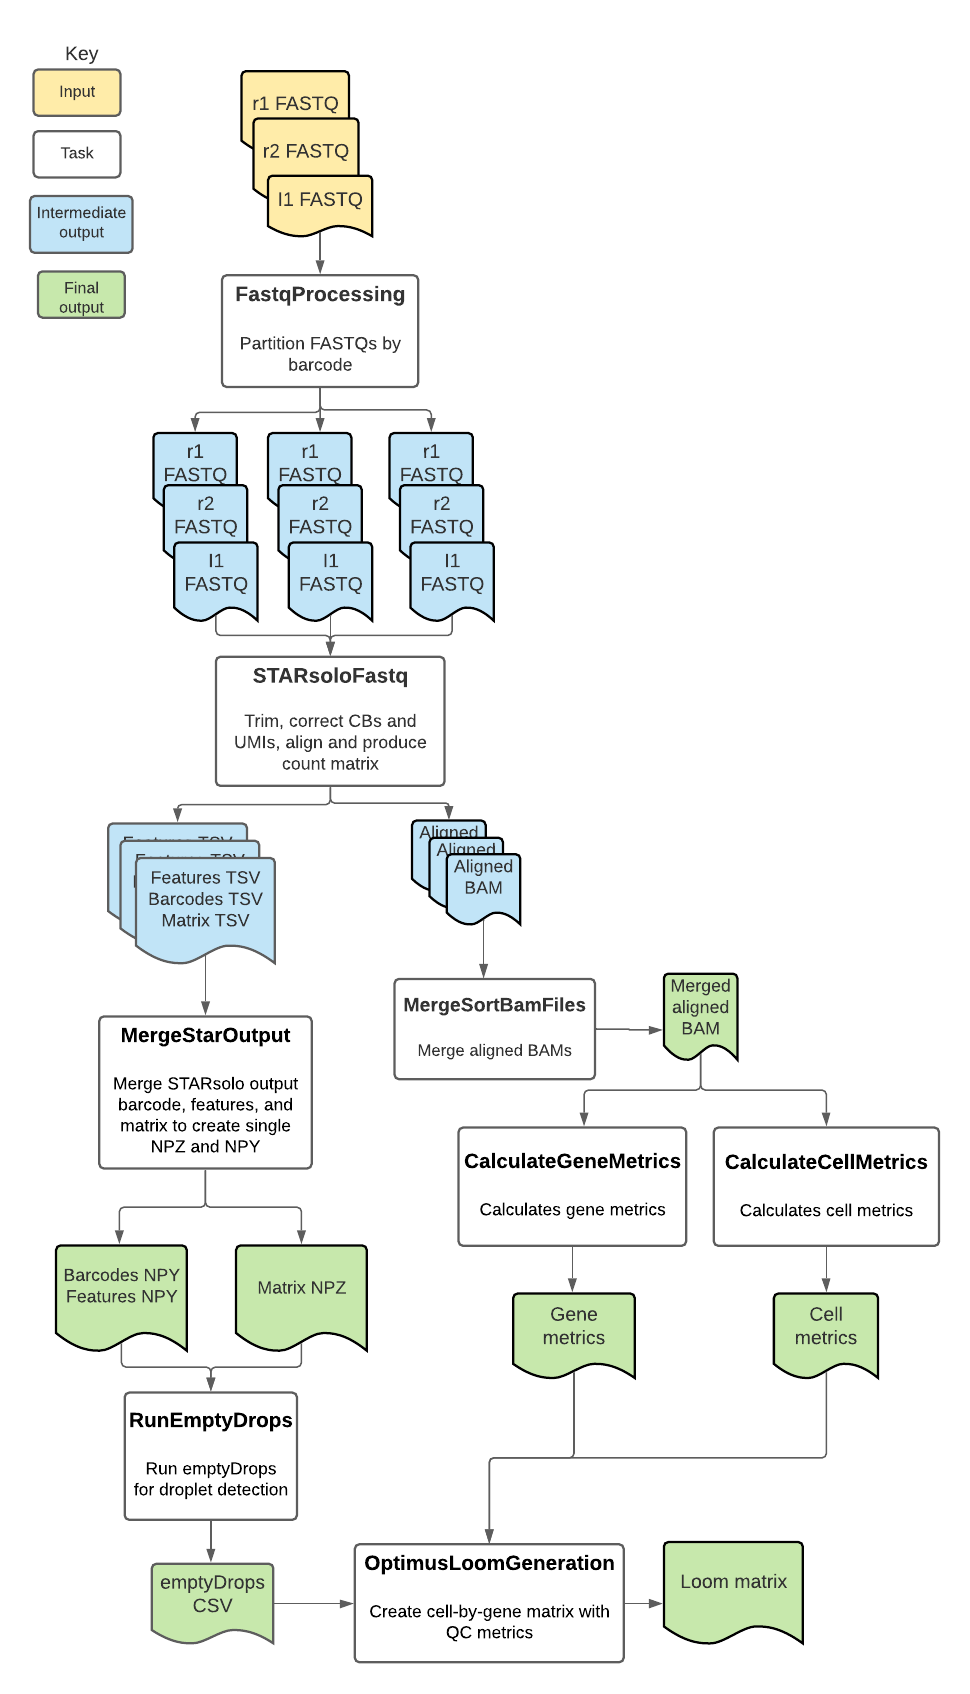 Key
Input
Task
Intermediate
output
Final
output
r1 FASTQ
r2 FASTQ
I1 FASTQ
FastqProcessing
Partition FASTQs by
barcode
r1
FASTQ
r2
FASTQ
I1
FASTQ
r1
FASTQ
r2
FASTQ
I1
FASTQ
r1
FASTQ
r2
FASTQ
I1
FASTQ
STARsoloFastq
Trim, correct CBs and
UMIs, align and produce
count matrix
Features TSV
Features TSV
Features TSV
Barcodes TSV
Matrix TSV
Aligned
Aligned
Aligned
BAM
MergeSortBamFiles
Merge aligned BAMs
Merged
aligned
BAM
MergeStarOutput
Merge STARsolo output
barcode, features, and
matrix to create single
NPZ and NPY
CalculateGeneMetrics
Calculates gene metrics
CalculateCellMetrics
Calculates cell metrics
Barcodes NPY
Features NPY
Matrix NPZ
Gene
metrics
Cell
metrics
RunEmptyDrops
Run emptyDrops
for droplet detection
emptyDrops
CSV
OptimusLoomGeneration
Create cell-by-gene matrix with
QC metrics
Loom matrix